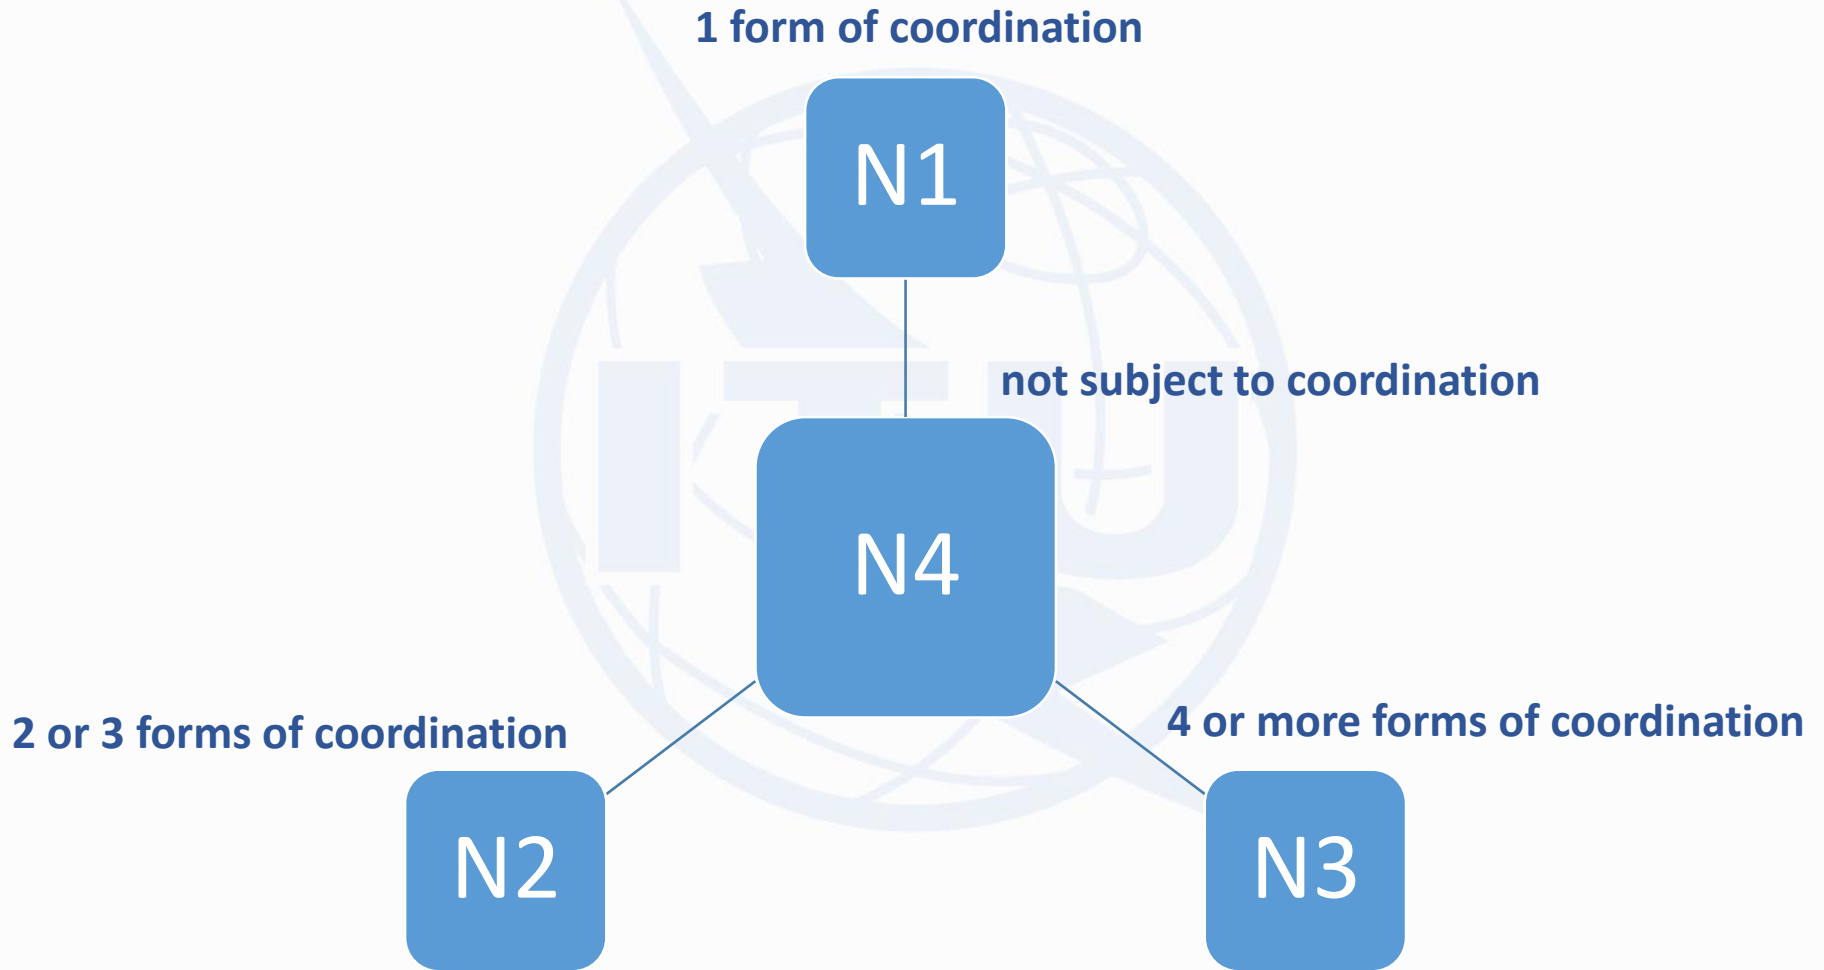 1 form of coordination
N1
not subject to coordination
ITU
N4
2 or 3 forms of coordination
4 or more forms of coordination
N2
N3